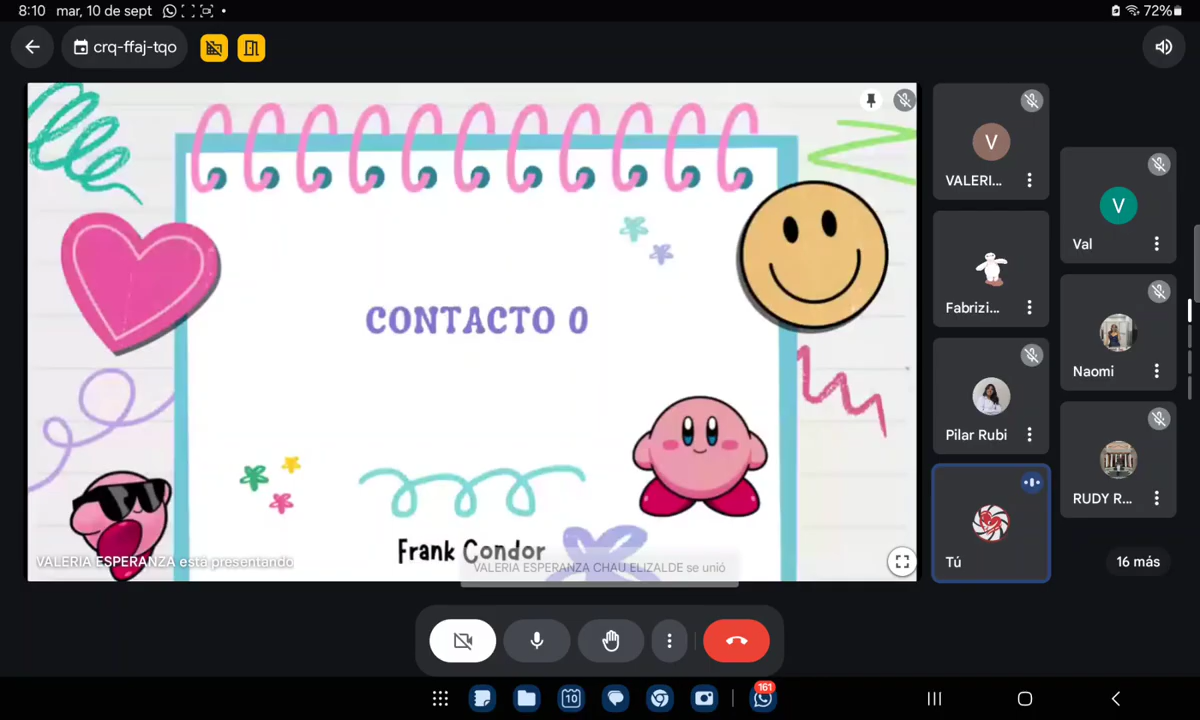 8:10 mar, 10 de sept
72%
crq-ffaj-tqo
CONTACTO 0
Frank Condor
VALERIA ESPERANZA está presentando
VALERIA ESPERANZA CHAU ELIZALDE se unió
V
VALERI...
Fabrizi...
Pilar Rubi
Tú
V
Val
Naomi
RUDY R...
16 más
10
161